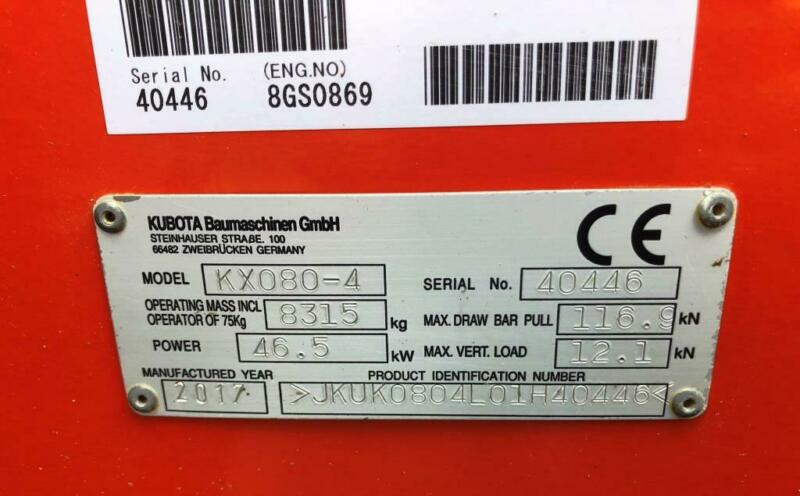 Serial No. (ENG.NO)
40446 8GS0869
KUBOTA Baumaschinen GmbH
STEINHAUSER STRAßE. 100
66482 ZWEIBRÜCKEN GERMANY
CE
MODEL KX080-4 SERIAL No. 40446
OPERATING MASS INCL
OPERATOR OF 75Kg 8315 kg MAX. DRAW BAR PULL 116.9 kN
POWER 46.5 kW MAX. VERT. LOAD 12.1 kN
MANUFACTURED YEAR PRODUCT IDENTIFICATION NUMBER
2017 >JKUK0804L01H40446<